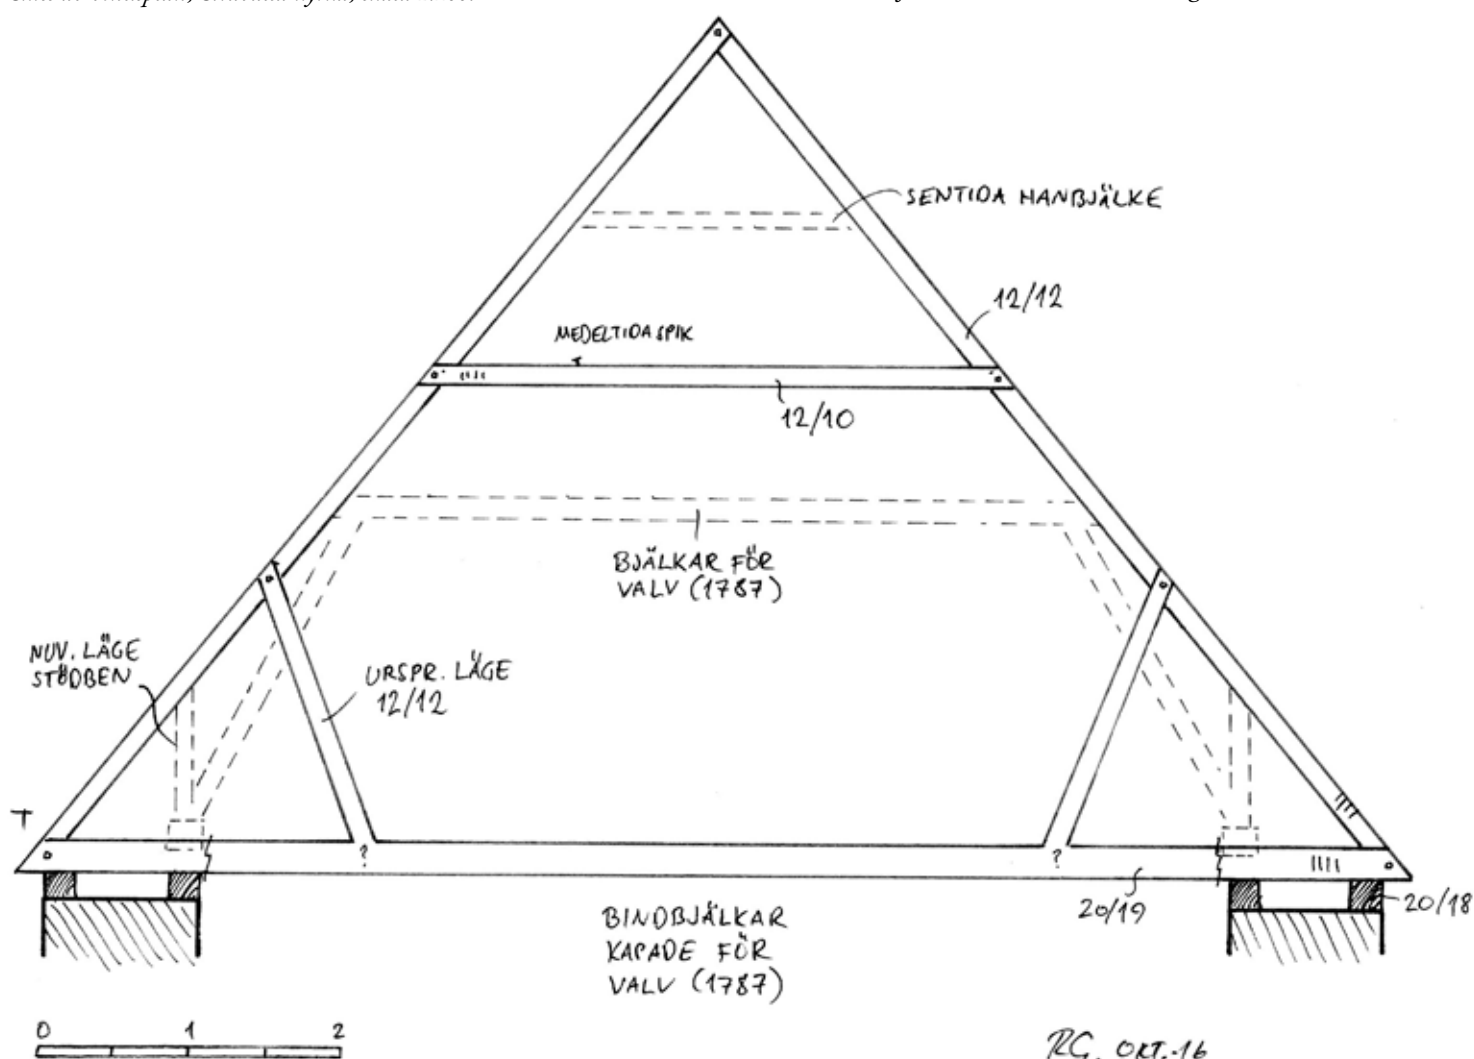 SENTIDA HANBJÄLKE
12/12
MEDELTIDA SPIK
12/10
BJÄLKAR FÖR
VALV (1787)
NUV. LÄGE
STÖDBEN
URSPR. LÄGE
12/12
?
?
20/19
20/18
BINDBJÄLKAR
KAPADE FÖR
VALV (1787)
0 1 2
RG. OKT.-16